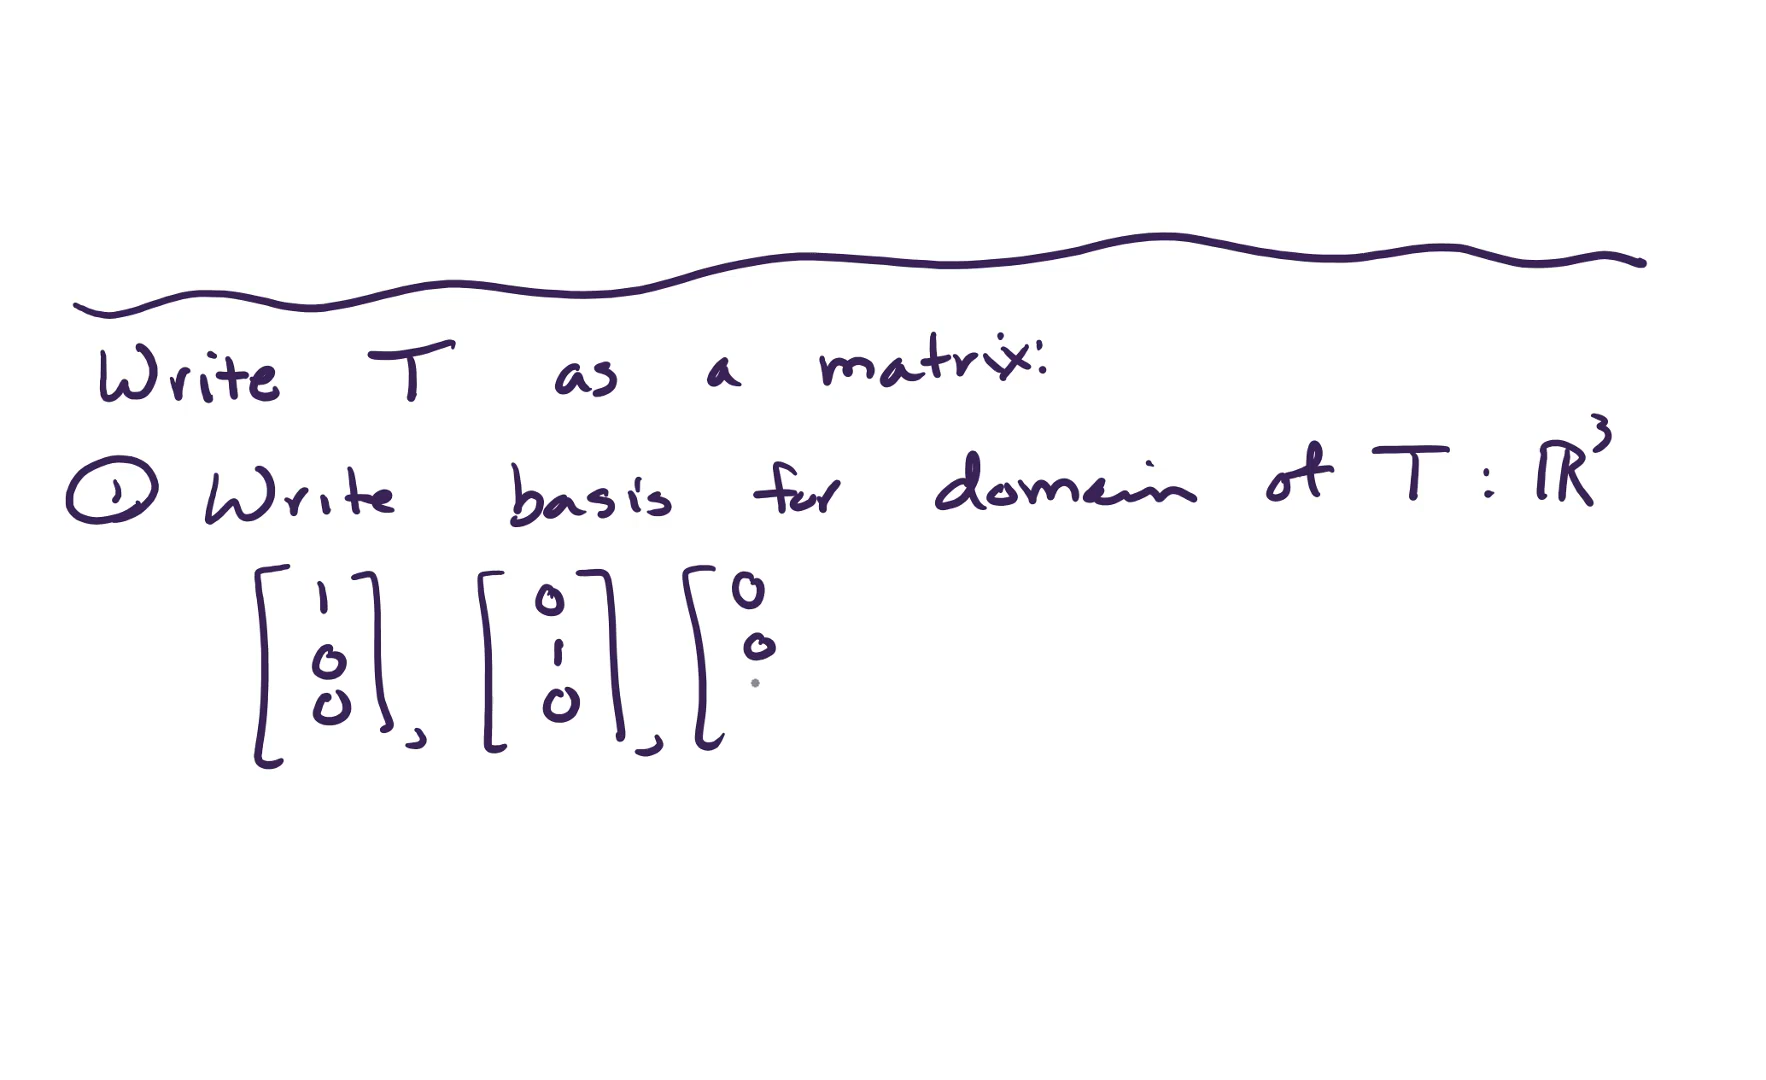 Write T as a matrix:
① Write basis for domain of T : ℝ³
[1 0 0], [0 1 0], [0 0